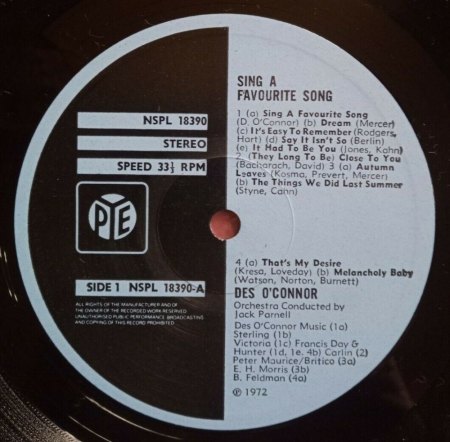 SING A
FAVOURITE SONG
1 (a) Sing A Favourite Song
(D. O'Connor) (b) Dream (Mercer)
(c) It's Easy To Remember (Rodgers,
Hart) (d) Say It Isn't So (Berlin)
(e) It Had To Be You (Jones, Kahn)
2. (They Long To Be) Close To You
(Bacharach, David) 3 (a) Autumn
Leaves (Kosma, Prevert, Mercer)
(b) The Things We Did Last Summer
(Styne, Cahn)
NSPL 18390
STEREO
SPEED 33⅓ RPM
PYE
SIDE 1 NSPL 18390-A
ALL RIGHTS OF THE MANUFACTURER AND OF
THE OWNER OF THE RECORDED WORK RESERVED
UNAUTHORISED PUBLIC PERFORMANCE BROADCASTING
AND COPYING OF THIS RECORD PROHIBITED
4 (a) That's My Desire
(Kresa, Loveday) (b) Melancholy Baby
(Watson, Norton, Burnett)
DES O'CONNOR
Orchestra Conducted by
Jack Parnell
Des O'Connor Music (1a)
Sterling (1b)
Victoria (1c) Francis Day &
Hunter (1d, 1e. 4b) Carlin (2)
Peter Maurice/Britico (3a)
E. H. Morris (3b)
B. Feldman (4a)
℗ 1972